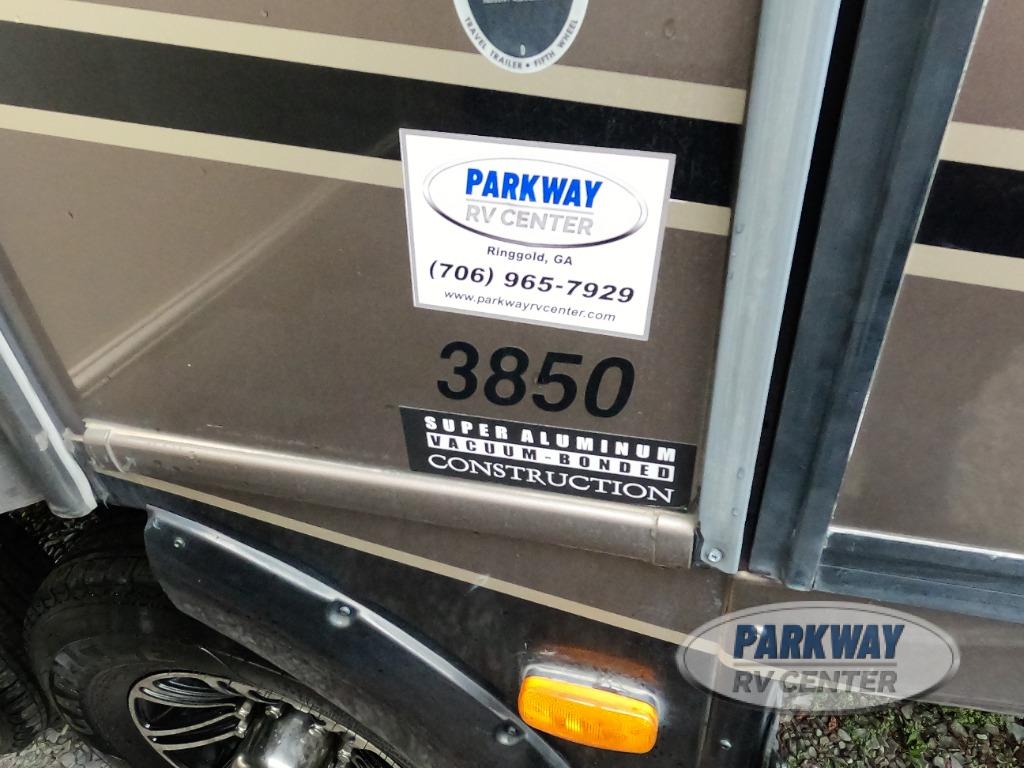 TRAVEL TRAILER • FIFTH WHEEL
PARKWAY
RV CENTER
Ringgold, GA
(706) 965-7929
www.parkwayrvcenter.com
3850
SUPER ALUMINUM
VACUUM-BONDED
CONSTRUCTION
PARKWAY
RV CENTER